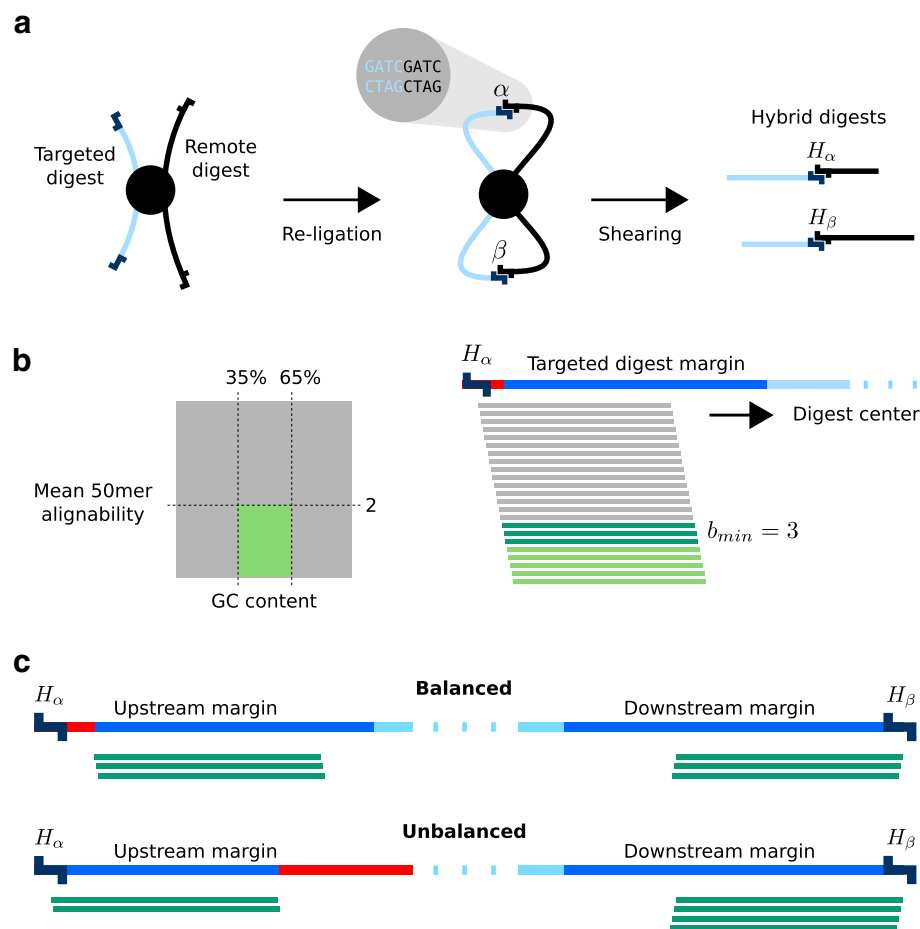 a
GATCGATC
CTAGCTAG
α
Targeted
digest
Remote
digest
Re-ligation
β
Shearing
Hybrid digests
Hα
Hβ
b
35%
65%
Mean 50mer
alignability
2
GC content
Hα
Targeted digest margin
Digest center
bmin = 3
c
Balanced
Hα
Upstream margin
Downstream margin
Hβ
Unbalanced
Hα
Upstream margin
Downstream margin
Hβ